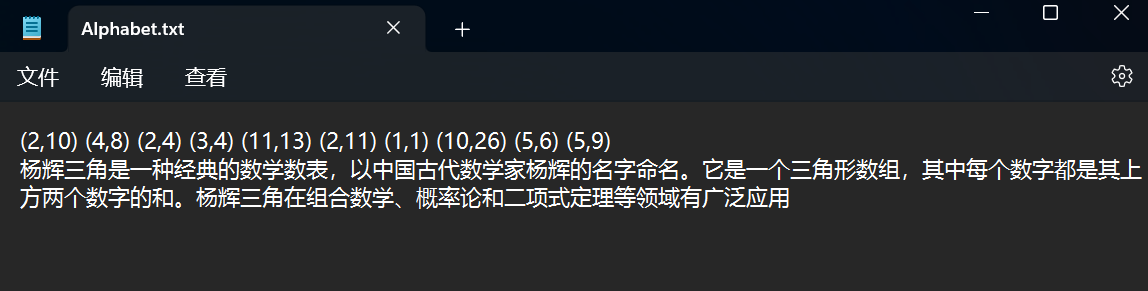 Alphabet.txt
文件 编辑 查看
(2,10) (4,8) (2,4) (3,4) (11,13) (2,11) (1,1) (10,26) (5,6) (5,9)
杨辉三角是一种经典的数学数表，以中国古代数学家杨辉的名字命名。它是一个三角形数组，其中每个数字都是其上
方两个数字的和。杨辉三角在组合数学、概率论和二项式定理等领域有广泛应用